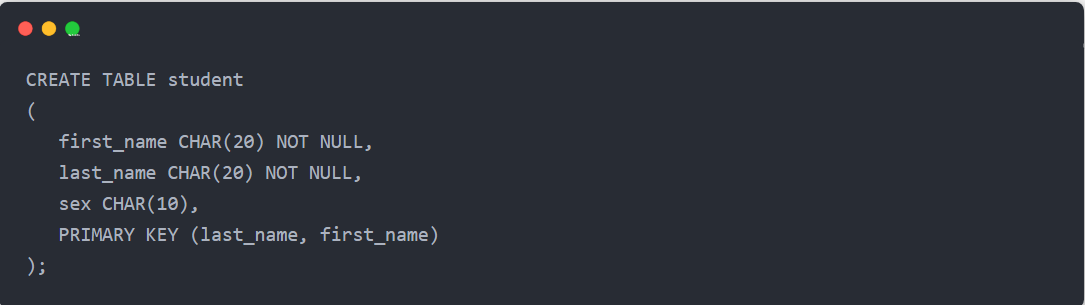 CREATE TABLE student
(
first_name CHAR(20) NOT NULL,
last_name CHAR(20) NOT NULL,
sex CHAR(10),
PRIMARY KEY (last_name, first_name)
);